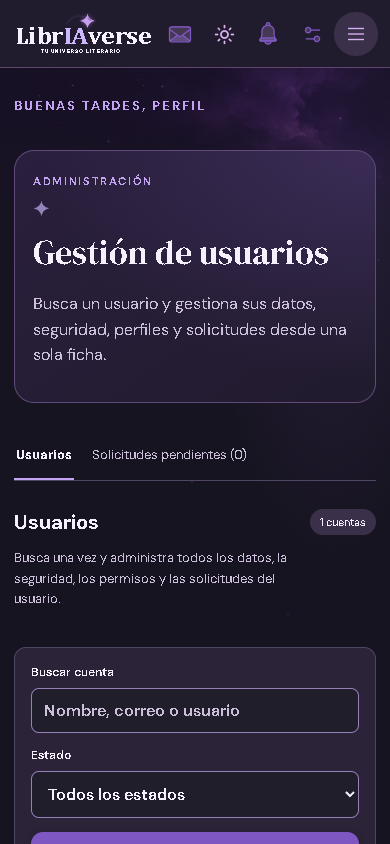 LibrIAverse
TU UNIVERSO LITERARIO
BUENAS TARDES, PERFIL
ADMINISTRACIÓN
Gestión de usuarios
Busca un usuario y gestiona sus datos,
seguridad, perfiles y solicitudes desde una
sola ficha.
Usuarios
Solicitudes pendientes (0)
Usuarios
1 cuentas
Busca una vez y administra todos los datos, la
seguridad, los permisos y las solicitudes del
usuario.
Buscar cuenta
Nombre, correo o usuario
Estado
Todos los estados